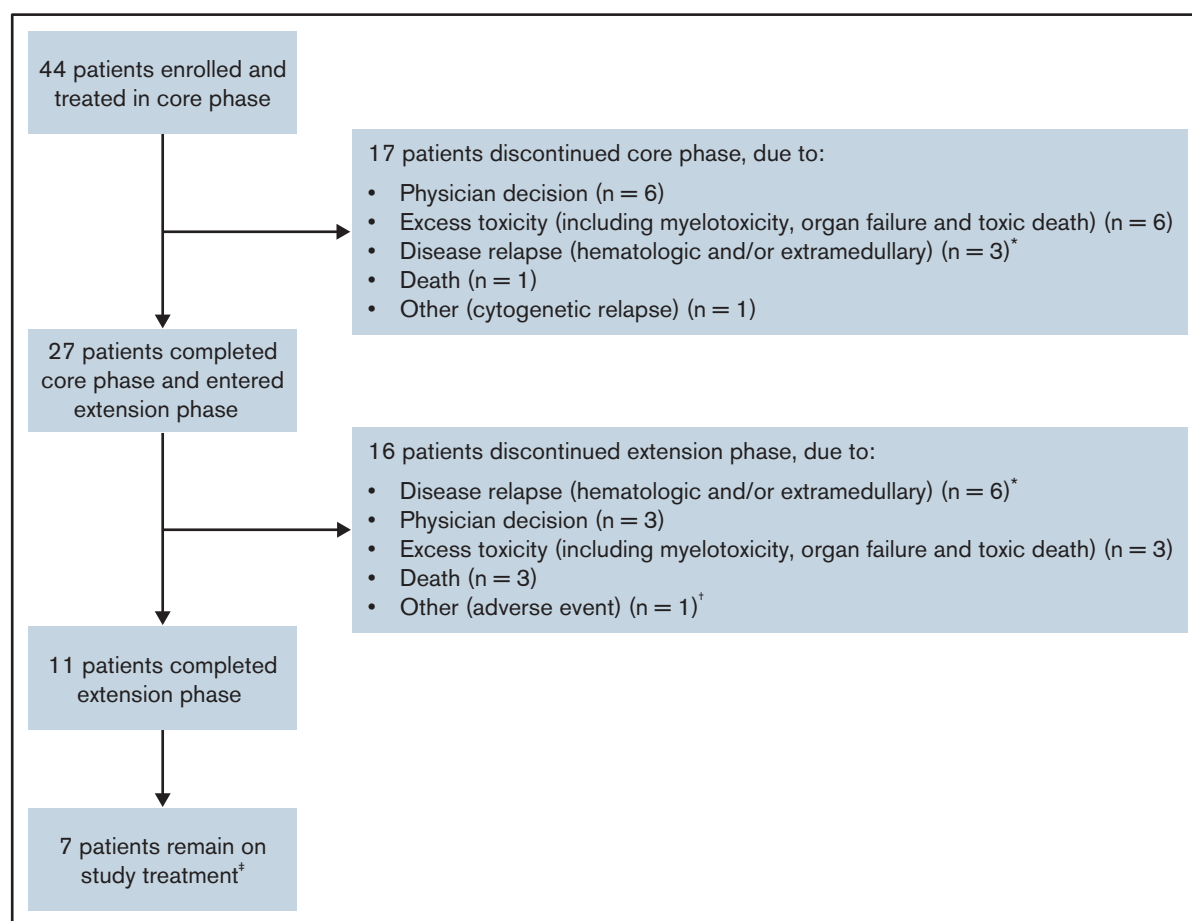 44 patients enrolled and
treated in core phase
17 patients discontinued core phase, due to:
• Physician decision (n = 6)
• Excess toxicity (including myelotoxicity, organ failure and toxic death) (n = 6)
• Disease relapse (hematologic and/or extramedullary) (n = 3)*
• Death (n = 1)
• Other (cytogenetic relapse) (n = 1)
27 patients completed
core phase and entered
extension phase
16 patients discontinued extension phase, due to:
• Disease relapse (hematologic and/or extramedullary) (n = 6)*
• Physician decision (n = 3)
• Excess toxicity (including myelotoxicity, organ failure and toxic death) (n = 3)
• Death (n = 3)
• Other (adverse event) (n = 1)†
11 patients completed
extension phase
7 patients remain on
study treatment‡